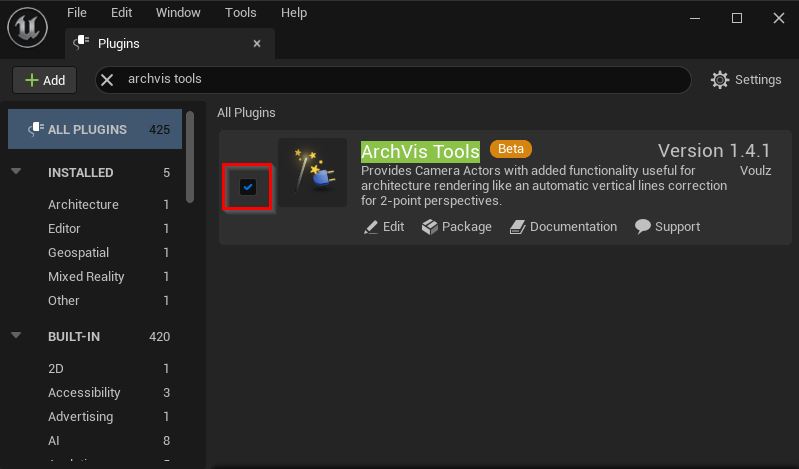 File Edit Window Tools Help
Plugins
Add archvis tools Settings
ALL PLUGINS 425
INSTALLED 5
Architecture 1
Editor 1
Geospatial 1
Mixed Reality 1
Other 1
BUILT-IN 420
2D 1
Accessibility 3
Advertising 1
AI 8
All Plugins
ArchVis Tools Beta Version 1.4.1
Provides Camera Actors with added functionality useful for Voulz
architecture rendering like an automatic vertical lines correction
for 2-point perspectives.
Edit Package Documentation Support